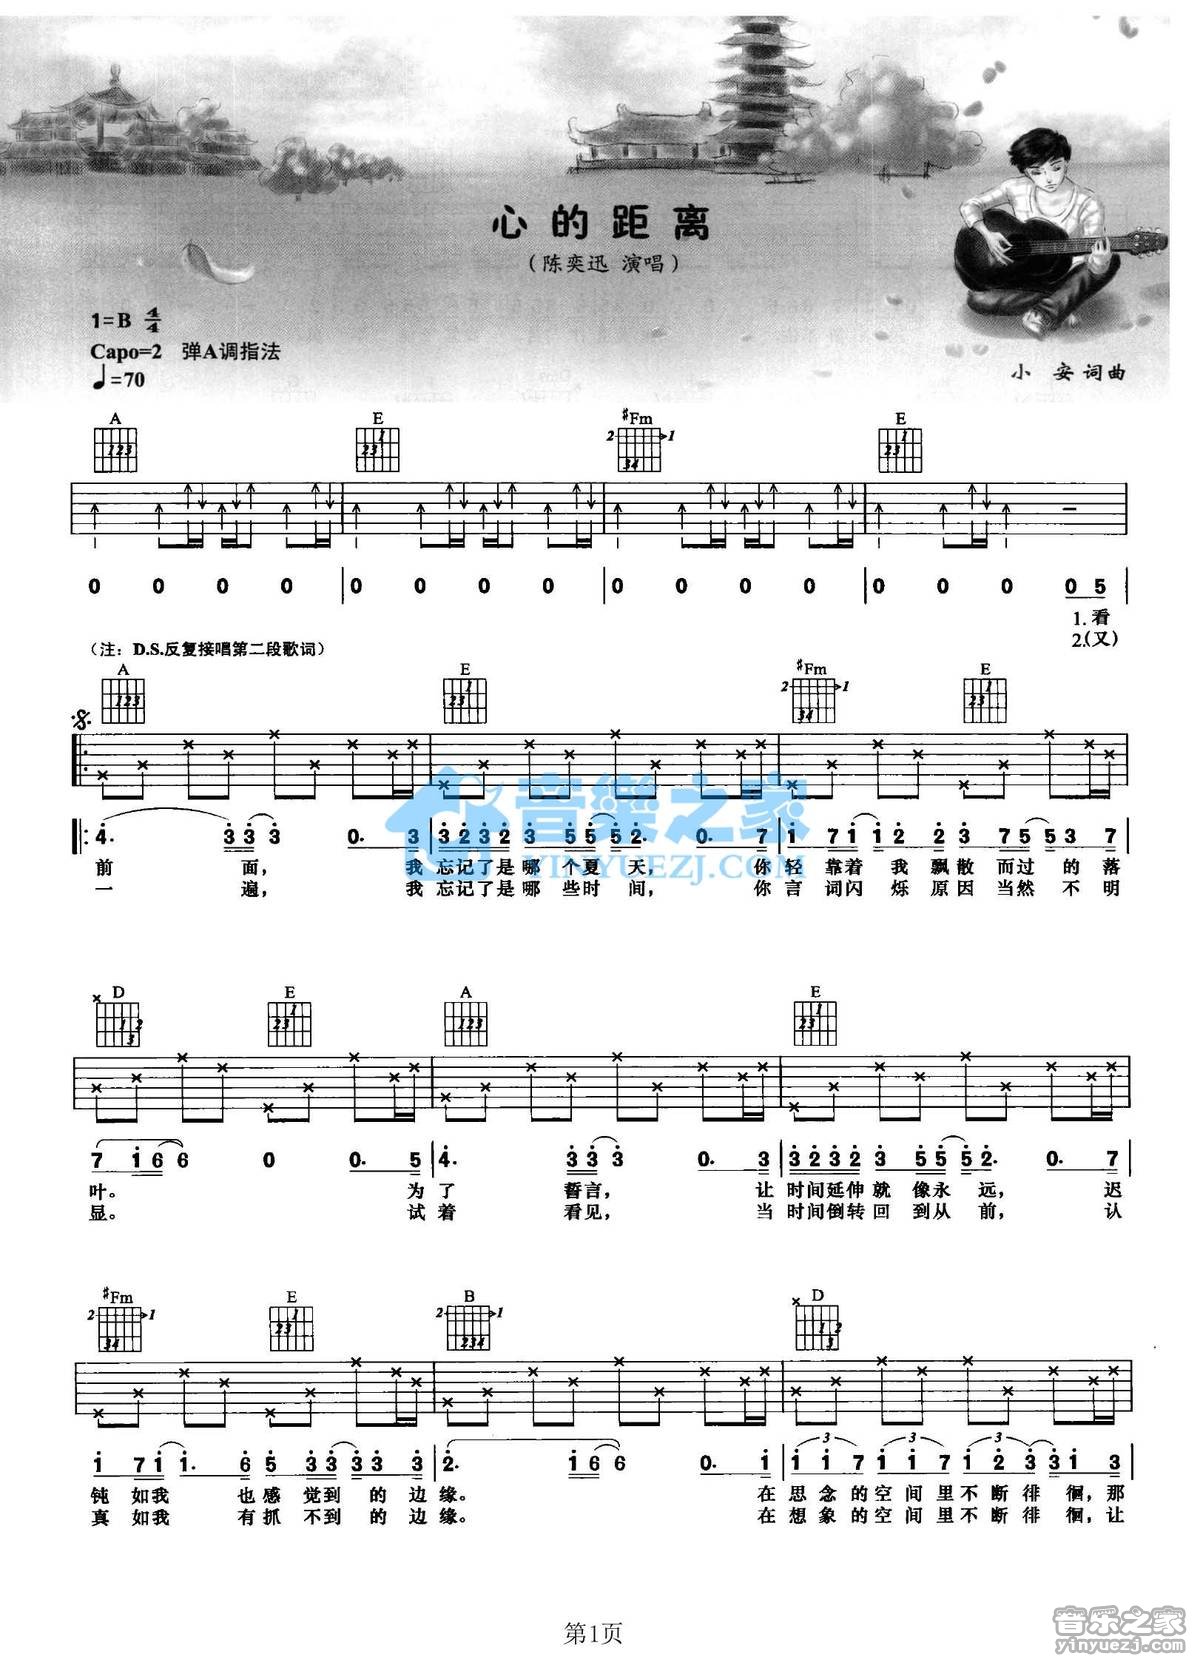 心的距离
（陈奕迅 演唱）
1=B 4/4
Capo=2 弹A调指法
♩=70
小 安词曲
A E #Fm E
2 1
123 231 34 231
0 0 0 0 | 0 0 0 0 | 0 0 0 0 | 0 0 0 0 5
1.看
2.(又)
（注：D.S.反复接唱第二段歌词）
A E #Fm E
音樂之家
YINYUEZJ.COM
4. 3 3 3 0. 3 | 3 2 3 2 3 5 5 5 2. 0. 7 | 1 7 1 1 2 2 3 7 5 5 3 7
前 面， 我 忘记了是哪 个夏 天， 你 轻 靠着 我 飘散 而过 的 落
一 遍， 我 忘记了是哪 些时 间， 你 言 词闪 烁 原因 当然 不 明
D E A E
7 1 6 6 0 0. 5 | 4. 3 3 3 0. 3 | 3 2 3 2 3 5 5 5 2. 0. 7
叶。 为 了 誓言， 让 时间延伸 就 像永 远， 迟
显。 试 着 看见， 当 时间倒转 回 到从 前， 认
#Fm E B D
1 7 1 1. 6 5 3 3 3 3 3 | 2. 1 6 6 0. 1 | 1 1 7 1 1 7 1 2 3 3 1 3
钝 如我 也 感 觉到 的 边 缘。 在 思 念 的 空 间 里 不 断 徘 徊，那
真 如我 有 抓 不到 的 边 缘。 在 想 象 的 空 间 里 不 断 徘 徊，让
第1页
音乐之家
yinyuezj.com